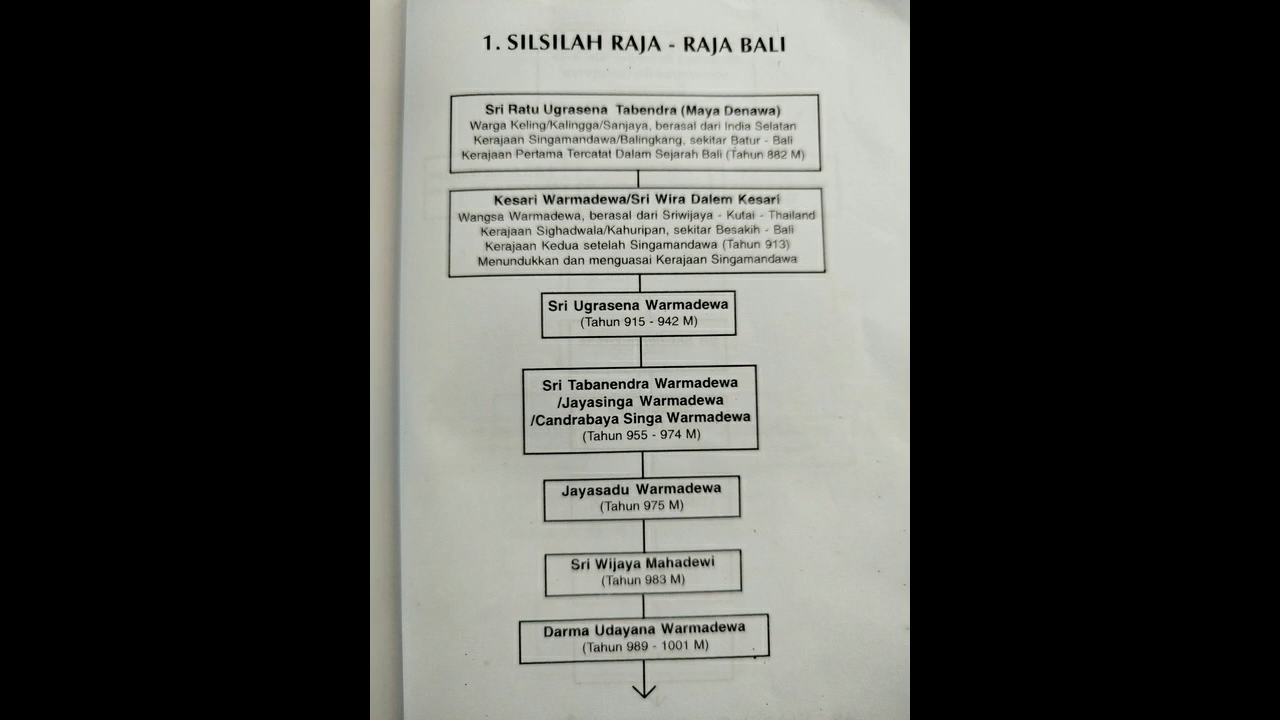 1. SILSILAH RAJA - RAJA BALI
Sri Ratu Ugrasena Tabendra (Maya Denawa)
Warga Keling/Kalingga/Sanjaya, berasal dari India Selatan
Kerajaan Singamandawa/Balingkang, sekitar Batur - Bali
Kerajaan Pertama Tercatat Dalam Sejarah Bali (Tahun 882 M)
Kesari Warmadewa/Sri Wira Dalem Kesari
Wangsa Warmadewa, berasal dari Sriwijaya - Kutai - Thailand
Kerajaan Sighadwala/Kahuripan, sekitar Besakih - Bali
Kerajaan Kedua setelah Singamandawa (Tahun 913)
Menundukkan dan menguasai Kerajaan Singamandawa
Sri Ugrasena Warmadewa
(Tahun 915 - 942 M)
Sri Tabanendra Warmadewa
/Jayasinga Warmadewa
/Candrabaya Singa Warmadewa
(Tahun 955 - 974 M)
Jayasadu Warmadewa
(Tahun 975 M)
Sri Wijaya Mahadewi
(Tahun 983 M)
Darma Udayana Warmadewa
(Tahun 989 - 1001 M)